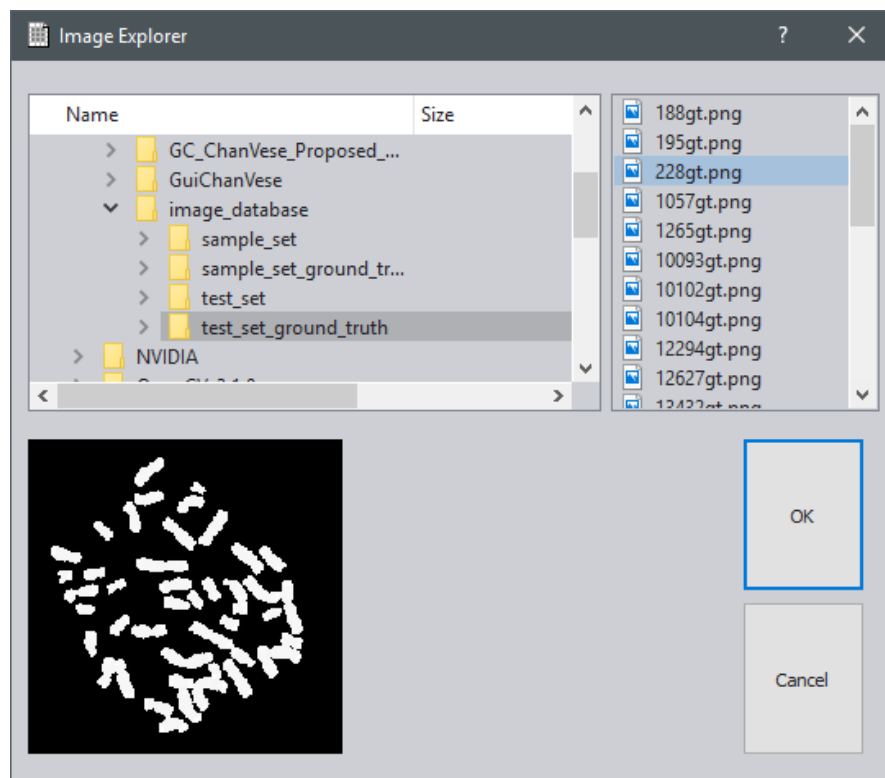 Image Explorer
?
Name
Size
GC_ChanVese_Proposed_...
GuiChanVese
image_database
sample_set
sample_set_ground_tr...
test_set
test_set_ground_truth
NVIDIA
188gt.png
195gt.png
228gt.png
1057gt.png
1265gt.png
10093gt.png
10102gt.png
10104gt.png
12294gt.png
12627gt.png
OK
Cancel